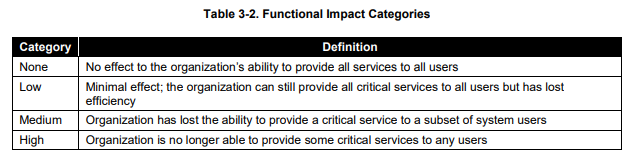 Table 3-2. Functional Impact Categories
Category Definition
None No effect to the organization's ability to provide all services to all users
Low Minimal effect; the organization can still provide all critical services to all users but has lost
efficiency
Medium Organization has lost the ability to provide a critical service to a subset of system users
High Organization is no longer able to provide some critical services to any users